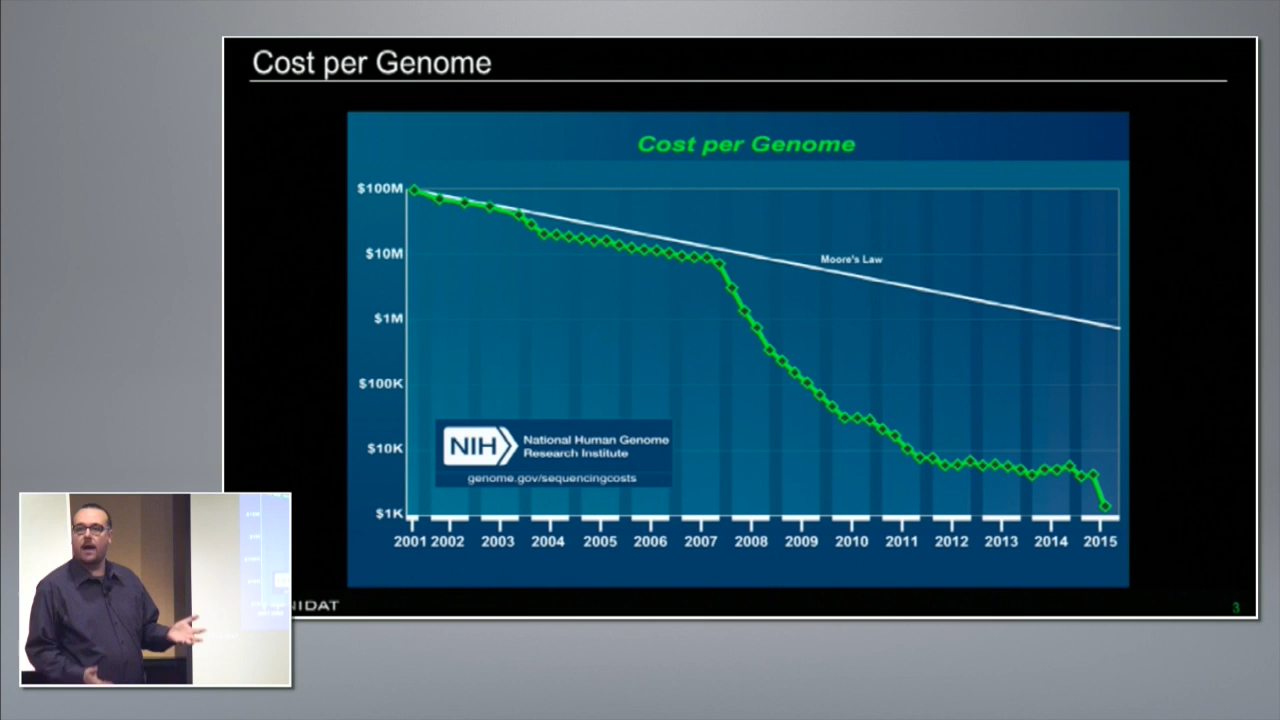 Cost per Genome
Cost per Genome
$100M
$10M
$1M
$100K
$10K
$1K
Moore's Law
NIH
National Human Genome
Research Institute
genome.gov/sequencingcosts
2001 2002 2003 2004 2005 2006 2007 2008 2009 2010 2011 2012 2013 2014 2015
NIDAT
3